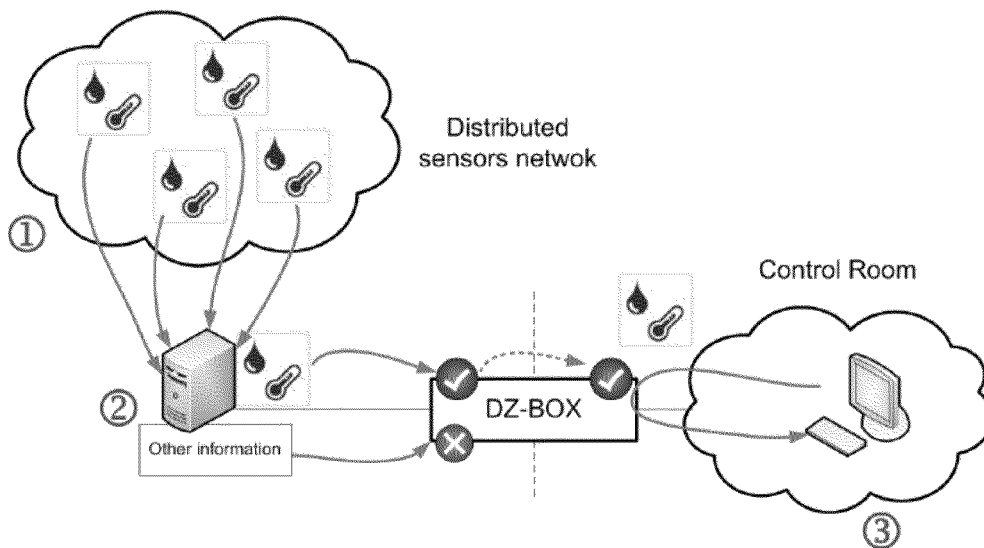 Distributed
sensors netwok
①
Control Room
②
DZ-BOX
Other information
③